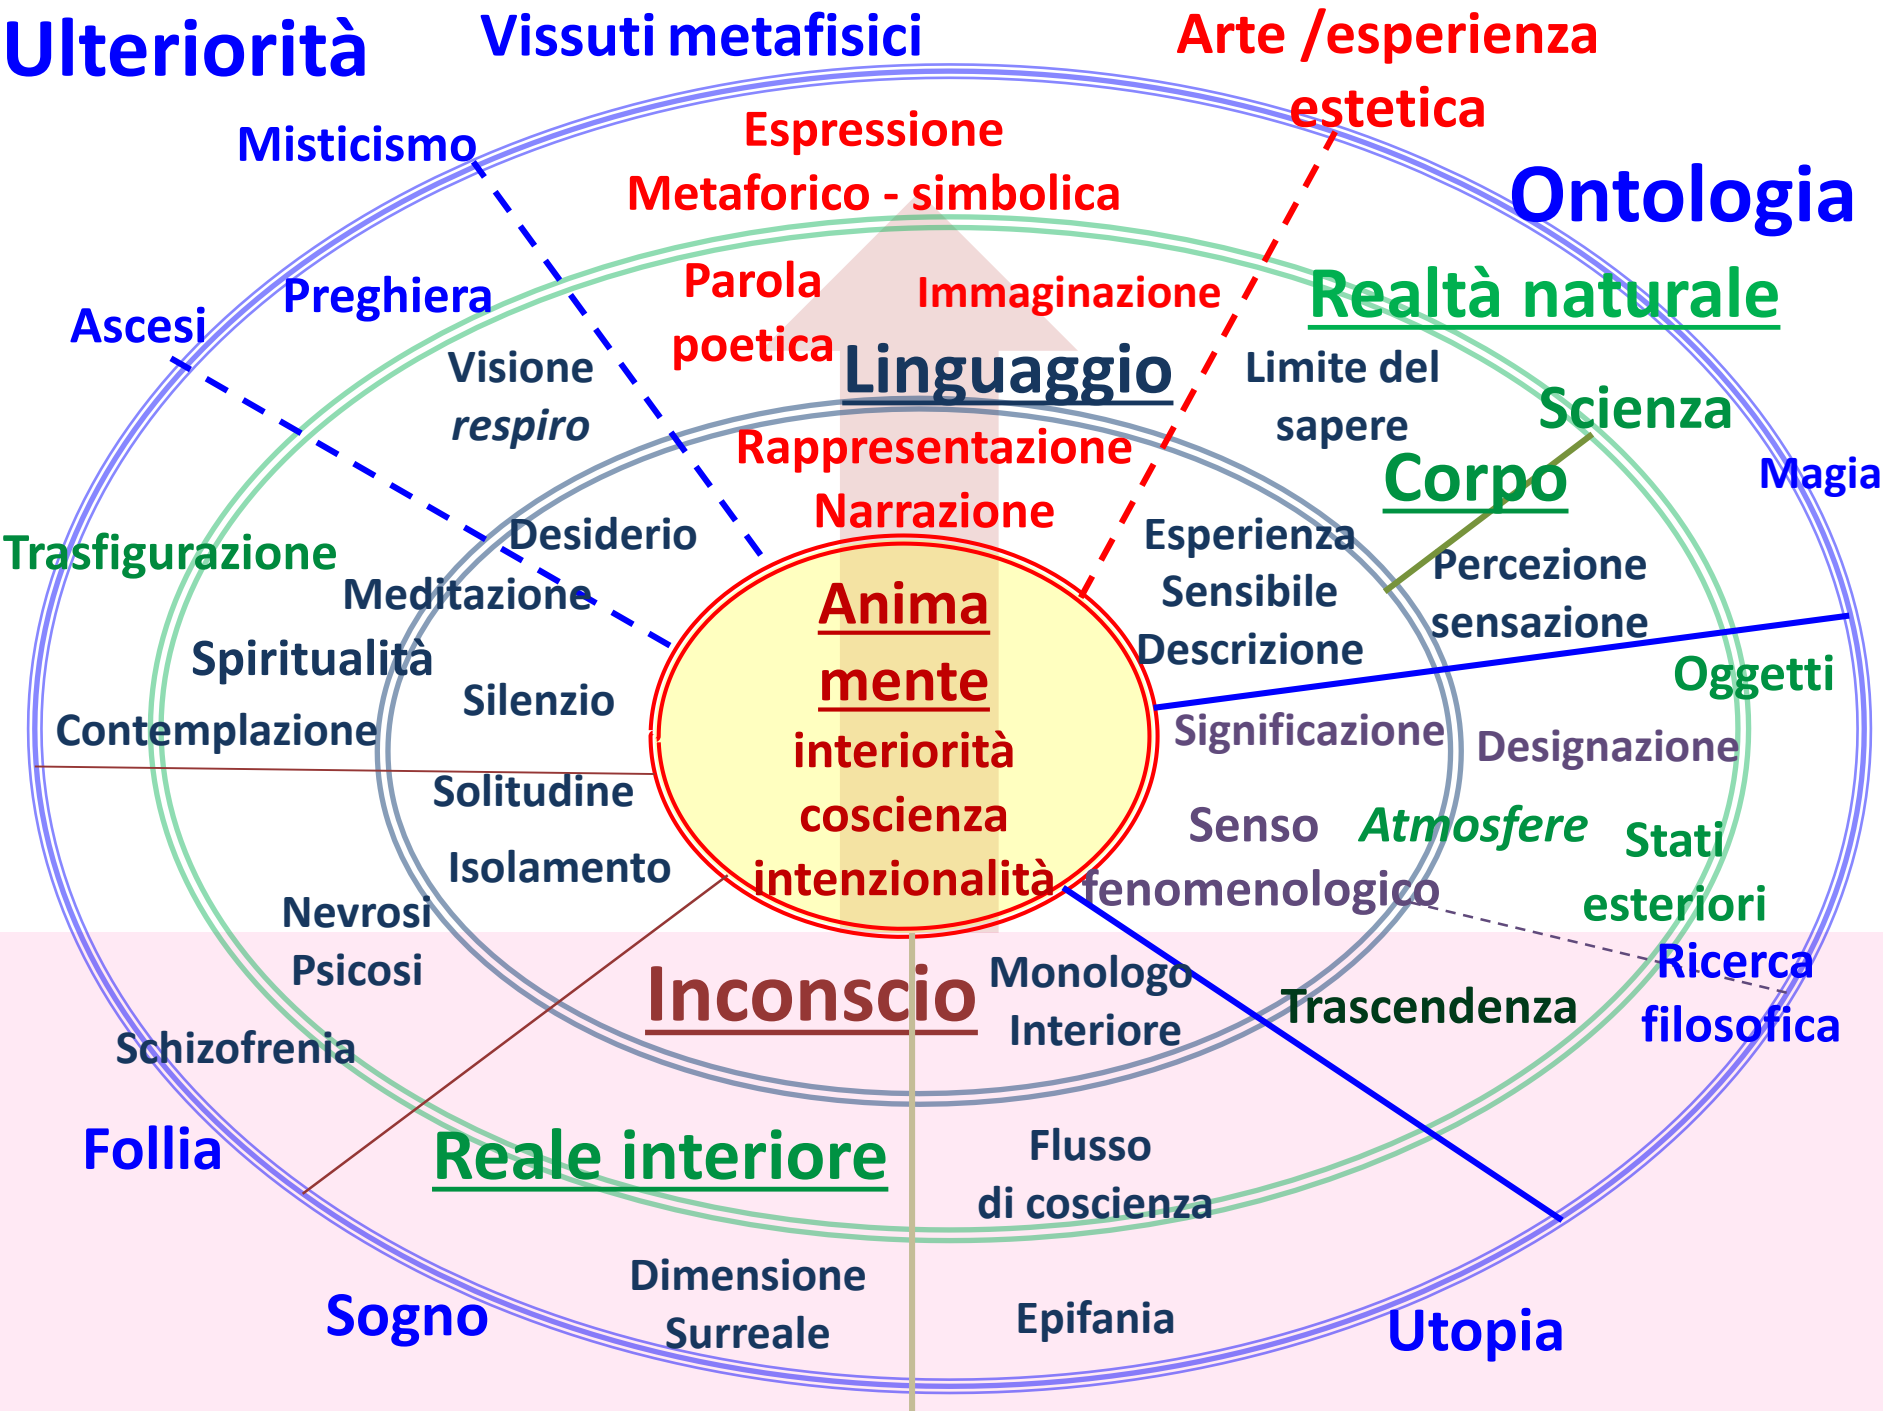 Ulteriorità
Vissuti metafisici
Arte /esperienza
estetica
Misticismo
Espressione
Metaforico - simbolica
Ontologia
Ascesi
Preghiera
Parola
poetica
Immaginazione
Realtà naturale
Visione
respiro
Linguaggio
Limite del
sapere
Scienza
Rappresentazione
Narrazione
Corpo
Magia
Trasfigurazione
Desiderio
Meditazione
Esperienza
Sensibile
Descrizione
Percezione
sensazione
Anima
mente
interiorità
coscienza
intenzionalità
Spiritualità
Silenzio
Oggetti
Contemplazione
Significazione
Designazione
Solitudine
Senso
fenomenologico
Atmosfere
Stati
esteriori
Isolamento
Nevrosi
Psicosi
Inconscio
Monologo
Interiore
Trascendenza
Ricerca
filosofica
Schizofrenia
Follia
Reale interiore
Flusso
di coscienza
Dimensione
Surreale
Sogno
Epifania
Utopia